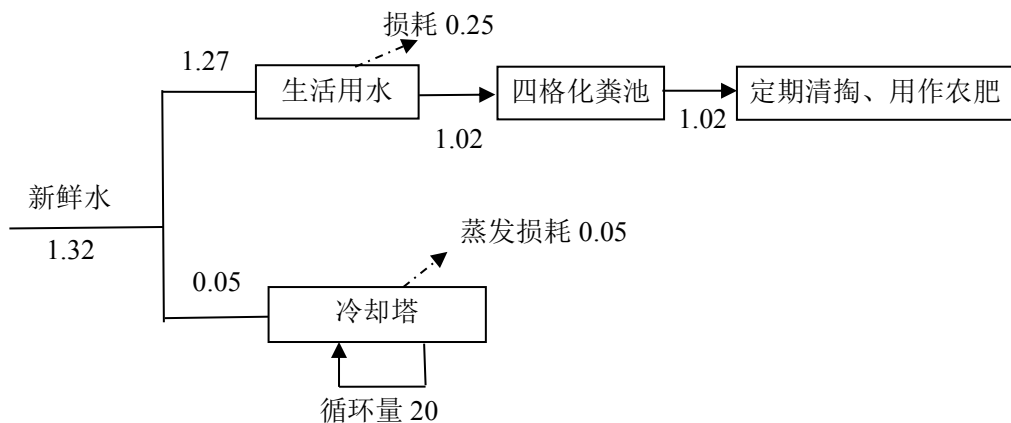 损耗 0.25
1.27
生活用水
四格化粪池
定期清掏、用作农肥
1.02
1.02
新鲜水
1.32
蒸发损耗 0.05
0.05
冷却塔
循环量 20